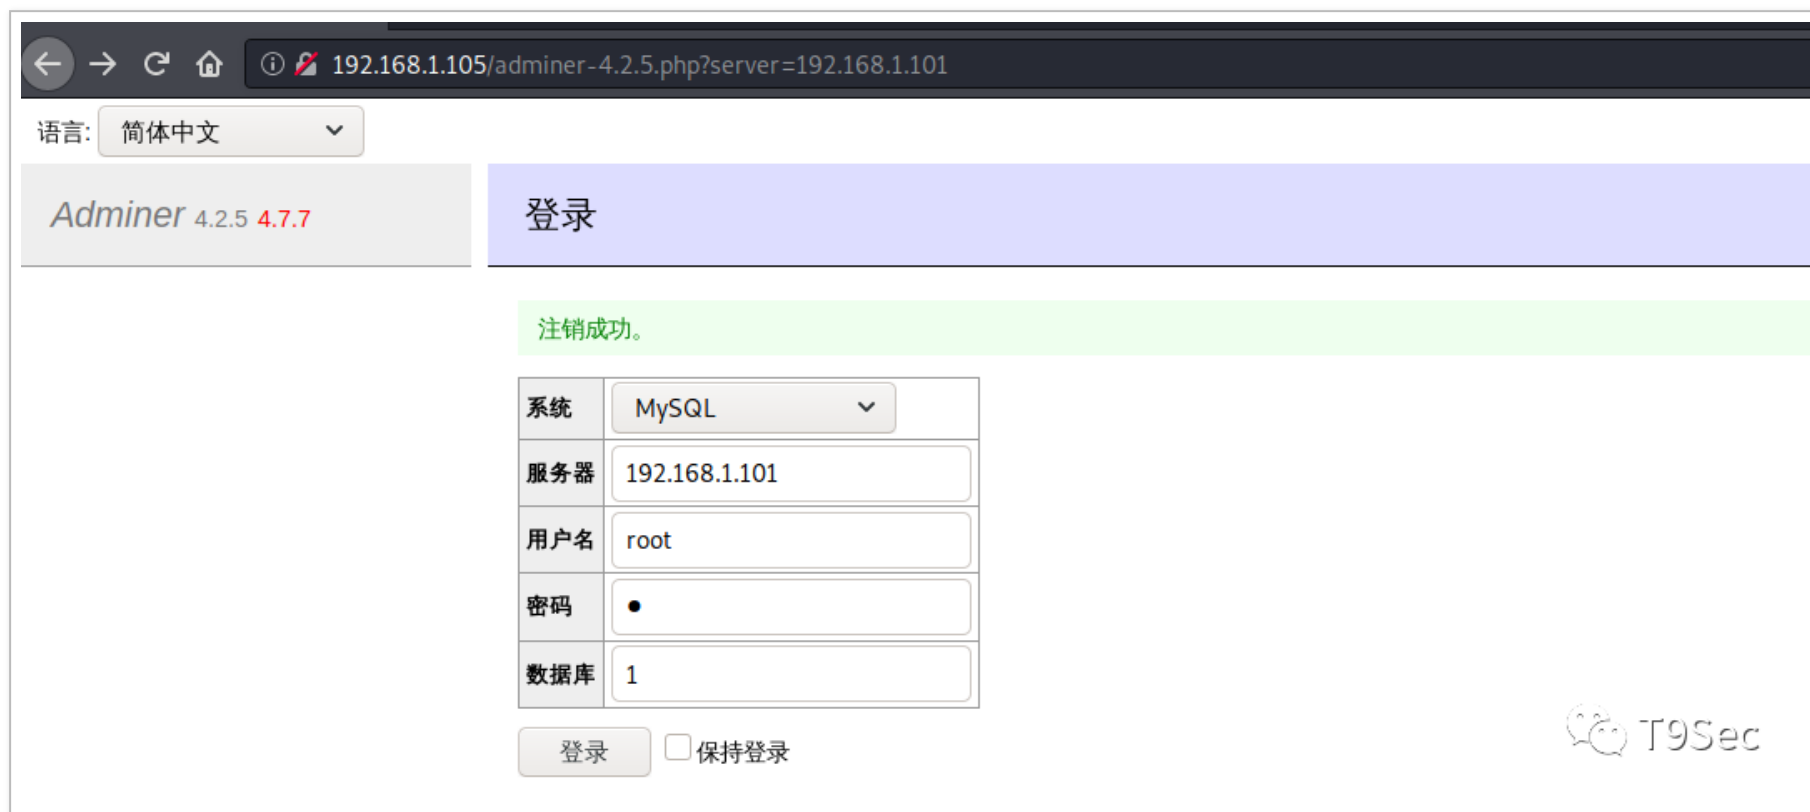 192.168.1.105/adminer-4.2.5.php?server=192.168.1.101
语言: 简体中文
Adminer 4.2.5 4.7.7
登录
注销成功。
系统 MySQL
服务器 192.168.1.101
用户名 root
密码 ●
数据库 1
登录 保持登录
T9Sec